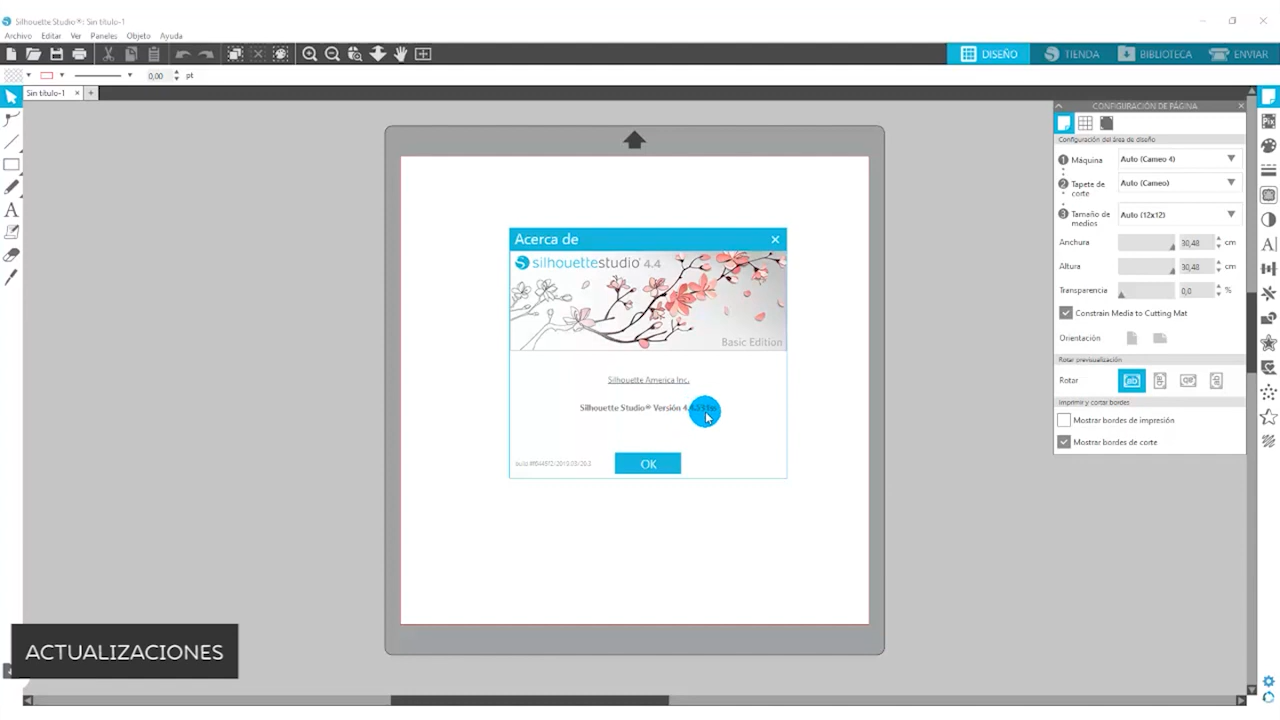 Silhouette Studio®: Sin título-1
Archivo Editar Ver Paneles Objeto Ayuda
DISEÑO TIENDA BIBLIOTECA ENVIAR
0,00 pt
Sin título-1
CONFIGURACIÓN DE PÁGINA
Configuración del área de diseño
1 Máquina Auto (Cameo 4)
2 Tapete de corte Auto (Cameo)
3 Tamaño de medios Auto (12x12)
Anchura 30,48 cm
Altura 30,48 cm
Transparencia 0,0 %
Constrain Media to Cutting Mat
Orientación
Rotar previsualización
Rotar
Imprimir y cortar bordes
Mostrar bordes de impresión
Mostrar bordes de corte
Acerca de
silhouettestudio® 4.4
Basic Edition
Silhouette America Inc.
Silhouette Studio® Versión
OK
ACTUALIZACIONES